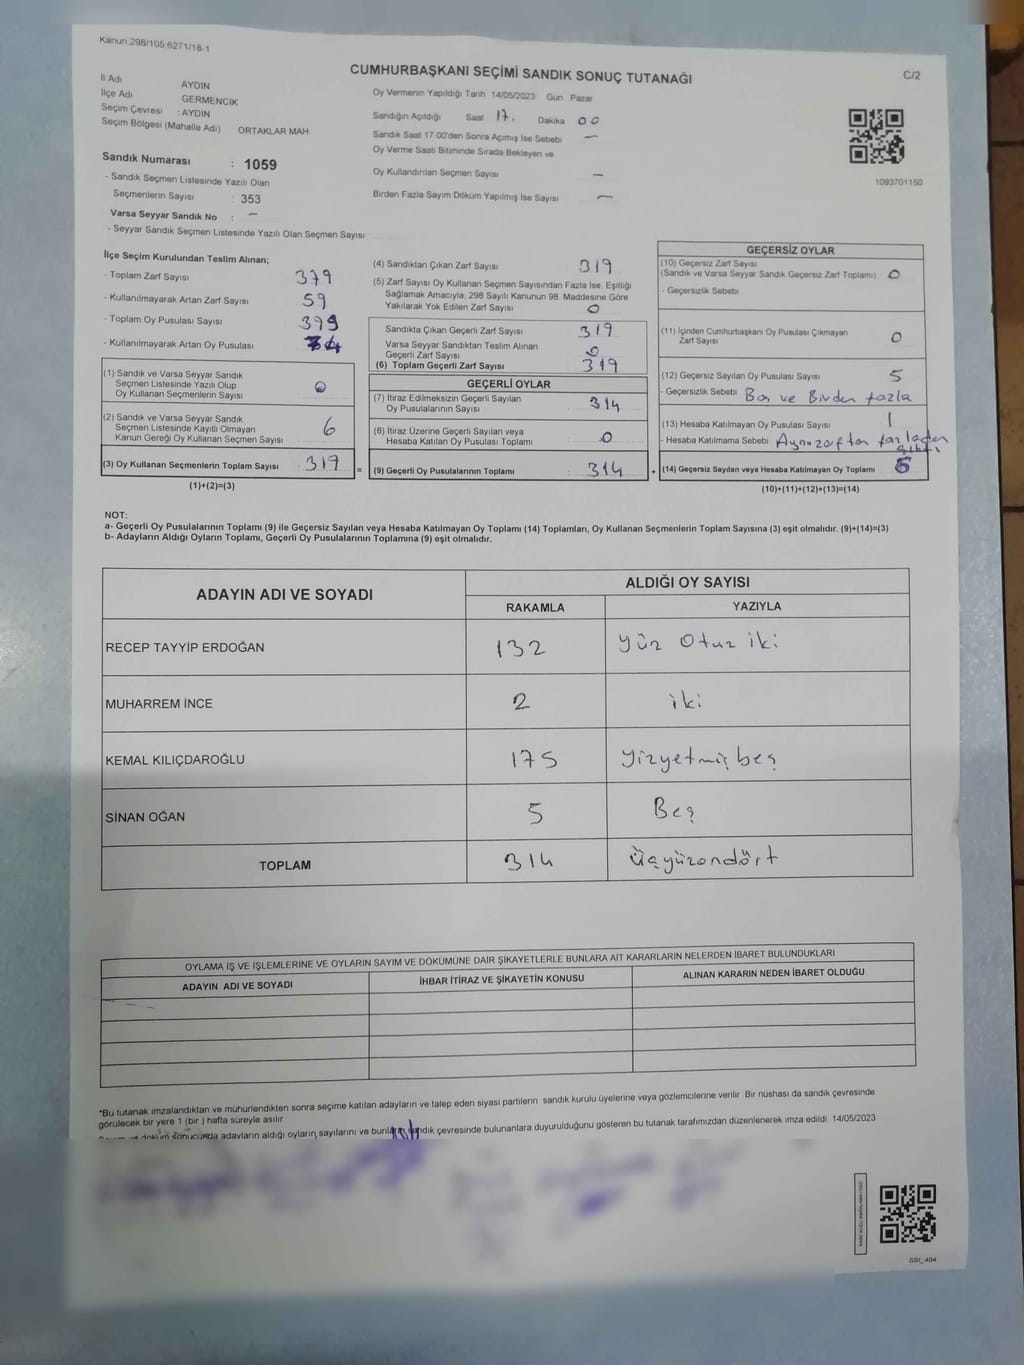 Kanun;298/105,6271/18-1
CUMHURBAŞKANI SEÇİMİ SANDIK SONUÇ TUTANAĞI
C/2
İl Adı AYDIN
İlçe Adı GERMENCİK
Seçim Çevresi : AYDIN
Seçim Bölgesi (Mahalle Adı) ORTAKLAR MAH
Sandık Numarası : 1059
- Sandık Seçmen Listesinde Yazılı Olan
Seçmenlerin Sayısı : 353
Varsa Seyyar Sandık No : —
- Seyyar Sandık Seçmen Listesinde Yazılı Olan Seçmen Sayısı
Oy Vermenin Yapıldığı Tarih 14/05/2023 Gün Pazar
Sandığın Açıldığı Saat 17. Dakika 00
Sandık Saat 17 00'den Sonra Açımış İse Sebebi —
Oy Verme Saati Bitiminde Sırada Bekleyen ve
Oy Kullandırılan Seçmen Sayısı —
Birden Fazla Sayım Döküm Yapılmış İse Sayısı —
1093701150
İlçe Seçim Kurulundan Teslim Alınan;
- Toplam Zarf Sayısı 379
- Kullanılmayarak Artan Zarf Sayısı 59
- Toplam Oy Pusulası Sayısı 399
- Kullanılmayarak Artan Oy Pusulası
(1) Sandık ve Varsa Seyyar Sandık
Seçmen Listesinde Yazılı Olup
Oy Kullanan Seçmenlerin Sayısı
(2) Sandık ve Varsa Seyyar Sandık
Seçmen Listesinde Kayıtlı Olmayan
Kanun Gereği Oy Kullanan Seçmen Sayısı 6
(3) Oy Kullanan Seçmenlerin Toplam Sayısı : 319 =
(1)+(2)=(3)
(4) Sandıktan Çıkan Zarf Sayısı 319
(5) Zarf Sayısı Oy Kullanan Seçmen Sayısından Fazla İse, Eşitliği
Sağlamak Amacıyla, 298 Sayılı Kanunun 98. Maddesine Göre
Yakılarak Yok Edilen Zarf Sayısı 0
Sandıkta Çıkan Geçerli Zarf Sayısı 319
Varsa Seyyar Sandıktan Teslim Alınan
Geçerli Zarf Sayısı 0
(6) Toplam Geçerli Zarf Sayısı 319
GEÇERLİ OYLAR
(7) İtiraz Edilmeksizin Geçerli Sayılan
Oy Pusulalarının Sayısı : 314
(8) İtiraz Üzerine Geçerli Sayılan veya
Hesaba Katılan Oy Pusulası Toplamı 0
(9) Geçerli Oy Pusulalarının Toplamı : 314 +
GEÇERSİZ OYLAR
(10) Geçersiz Zarf Sayısı
(Sandık ve Varsa Seyyar Sandık Geçersiz Zarf Toplamı) 0
- Geçersizlik Sebebi
(11) İçinden Cumhurbaşkanı Oy Pusulası Çıkmayan
Zarf Sayısı 0
(12) Geçersiz Sayılan Oy Pusulası Sayısı 5
- Geçersizlik Sebebi Boş ve Birden fazla
(13) Hesaba Katılmayan Oy Pusulası Sayısı 1
- Hesaba Katılmama Sebebi Aynı zarftan fazladan
(14) Geçersiz Sayılan veya Hesaba Katılmayan Oy Toplamı
(10)+(11)+(12)+(13)=(14)
NOT:
a- Geçerli Oy Pusulalarının Toplamı (9) ile Geçersiz Sayılan veya Hesaba Katılmayan Oy Toplamı (14) Toplamları, Oy Kullanan Seçmenlerin Toplam Sayısına (3) eşit olmalıdır. (9)+(14)=(3)
b- Adayların Aldığı Oyların Toplamı, Geçerli Oy Pusulalarının Toplamına (9) eşit olmalıdır.
ADAYIN ADI VE SOYADI
ALDIĞI OY SAYISI
RAKAMLA YAZIYLA
RECEP TAYYİP ERDOĞAN 132 Yüz Otuz iki
MUHARREM İNCE 2 iki
KEMAL KILIÇDAROĞLU 175 Yizyetmiş beş
SİNAN OĞAN 5 Beş
TOPLAM 314 Üçyüzondört
OYLAMA İŞ VE İŞLEMLERİNE VE OYLARIN SAYIM VE DÖKÜMÜNE DAİR ŞİKAYETLERLE BUNLARA AİT KARARLARIN NELERDEN İBARET BULUNDUKLARI
ADAYIN ADI VE SOYADI İHBAR İTİRAZ VE ŞİKAYETİN KONUSU ALINAN KARARIN NEDEN İBARET OLDUĞU
*Bu tutanak imzalandıktan ve mühürlendikten sonra seçime katılan adayların ve talep eden siyasi partilerin sandık kurulu üyelerine veya gözlemcilerine verilir Bir nüshası da sandık çevresinde
görülecek bir yere 1 (bir ) hafta süreyle asılır
döküm sonucunda adayların aldığı oyların sayılarını ve bunların sandık çevresinde bulunanlara duyurulduğunu gösteren bu tutanak tarafımızdan düzenlenerek imza edildi 14/05/2023
SSI_404